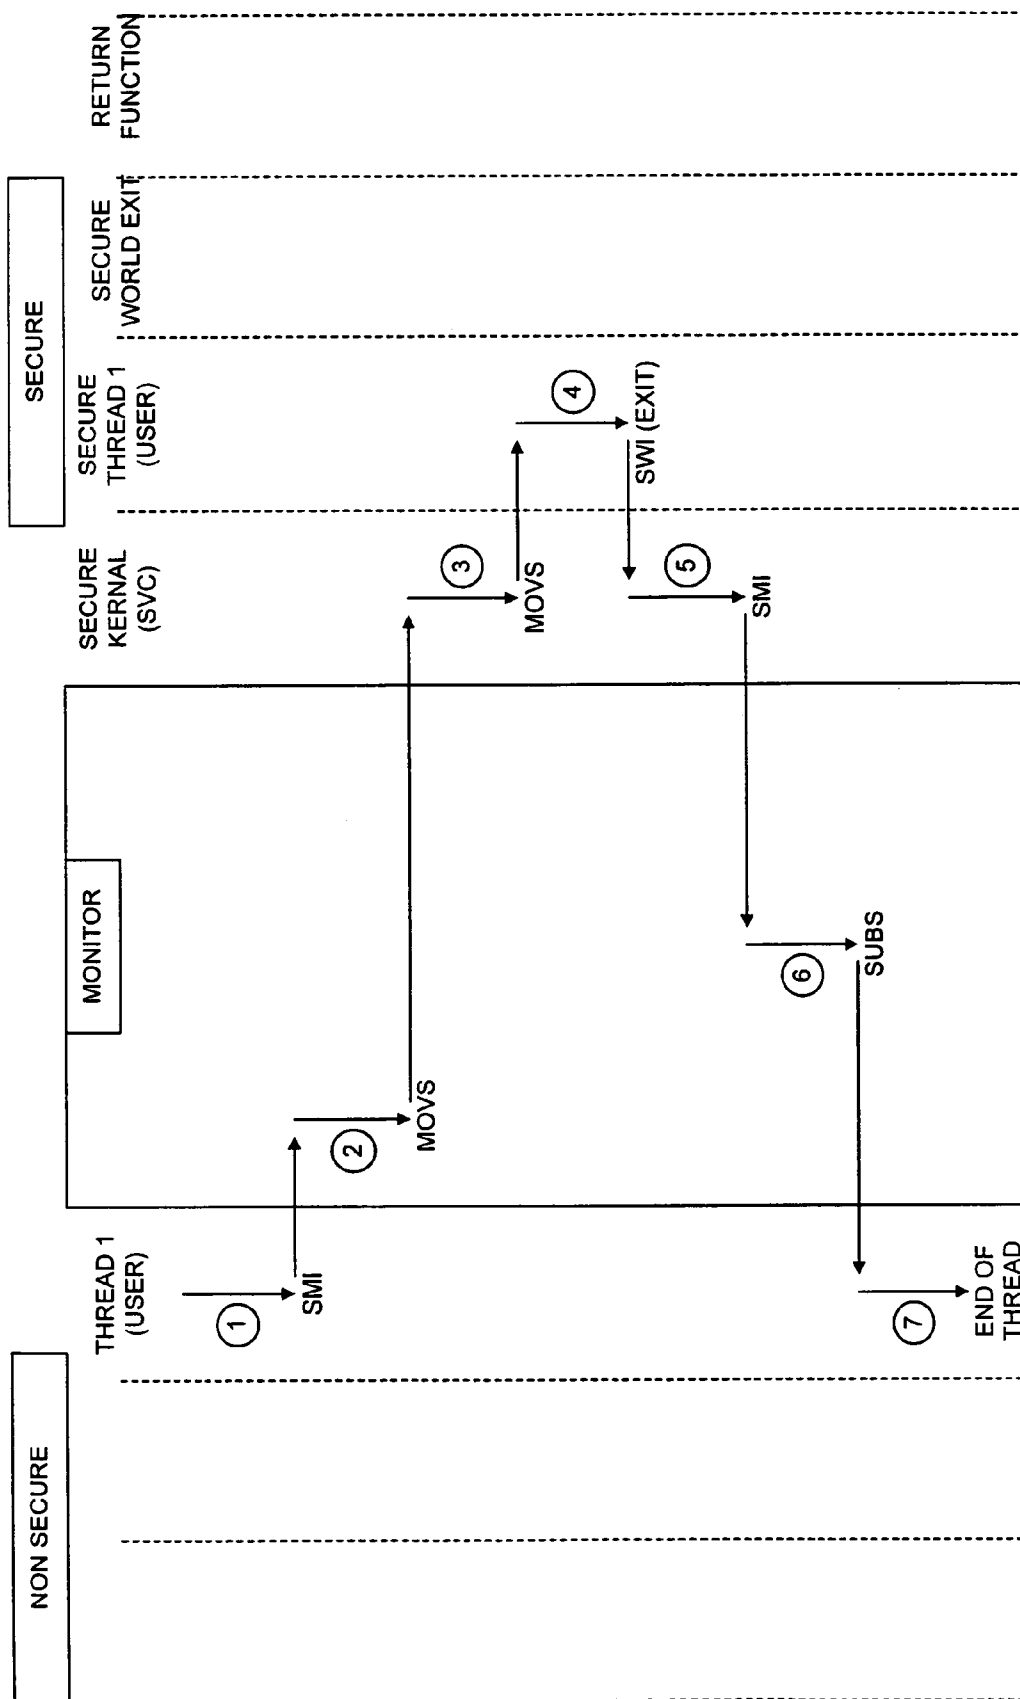 NON SECURE
MONITOR
SECURE
THREAD 1
(USER)
SECURE
KERNAL
(SVC)
SECURE
THREAD 1
(USER)
SECURE
WORLD EXIT
RETURN
FUNCTION
1
SMI
2
MOVS
3
MOVS
4
SWI (EXIT)
5
SMI
6
SUBS
7
END OF
THREAD